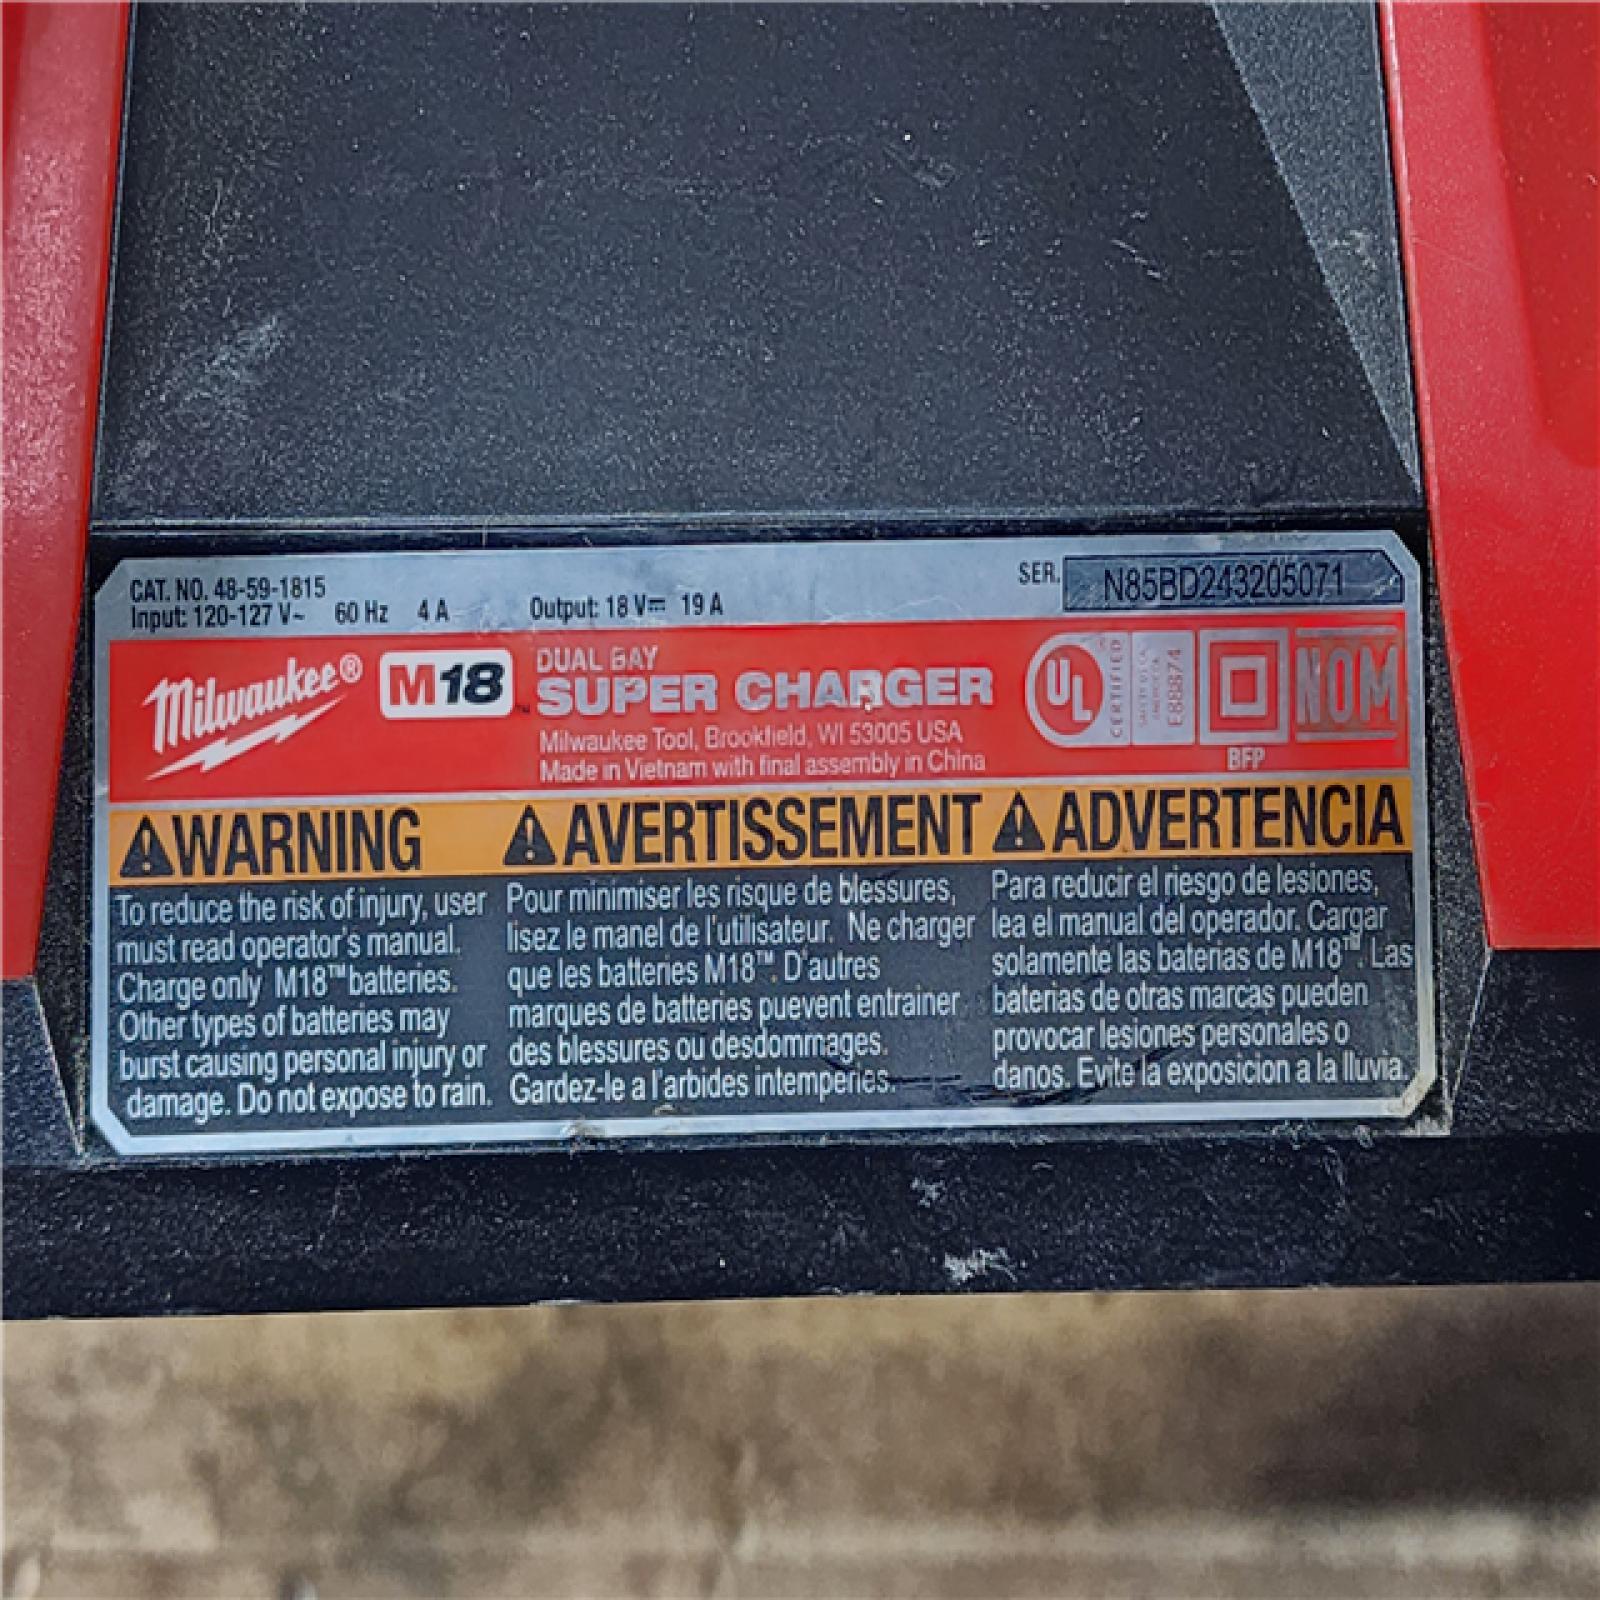 CAT. NO. 48-59-1815
Input: 120-127 V~ 60 Hz 4 A Output: 18 V⎓ 19 A
SER. N85BD243205071
Milwaukee®
M18™
DUAL BAY
SUPER CHARGER
Milwaukee Tool, Brookfield, WI 53005 USA
Made in Vietnam with final assembly in China
UL
CERTIFIED
E88874
BFP
NOM
WARNING
To reduce the risk of injury, user
must read operator's manual.
Charge only M18™ batteries.
Other types of batteries may
burst causing personal injury or
damage. Do not expose to rain.
AVERTISSEMENT
Pour minimiser les risque de blessures,
lisez le manel de l'utilisateur. Ne charger
que les batteries M18™. D'autres
marques de batteries puevent entrainer
des blessures ou desdommages.
Gardez-le a l'arbides intemperies.
ADVERTENCIA
Para reducir el riesgo de lesiones,
lea el manual del operador. Cargar
solamente las baterias de M18™. Las
baterias de otras marcas pueden
provocar lesiones personales o
danos. Evite la exposicion a la lluvia.